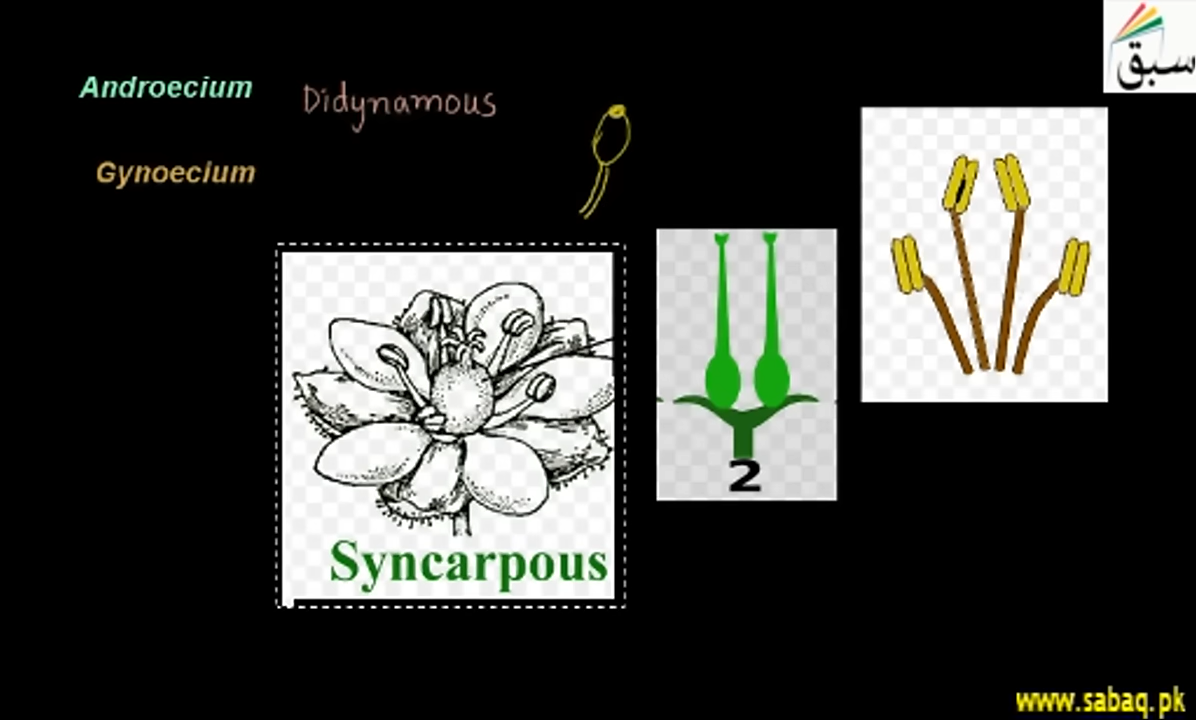 سبق
Androecium
Didynamous
Gynoecium
2
Syncarpous
www.sabaq.pk